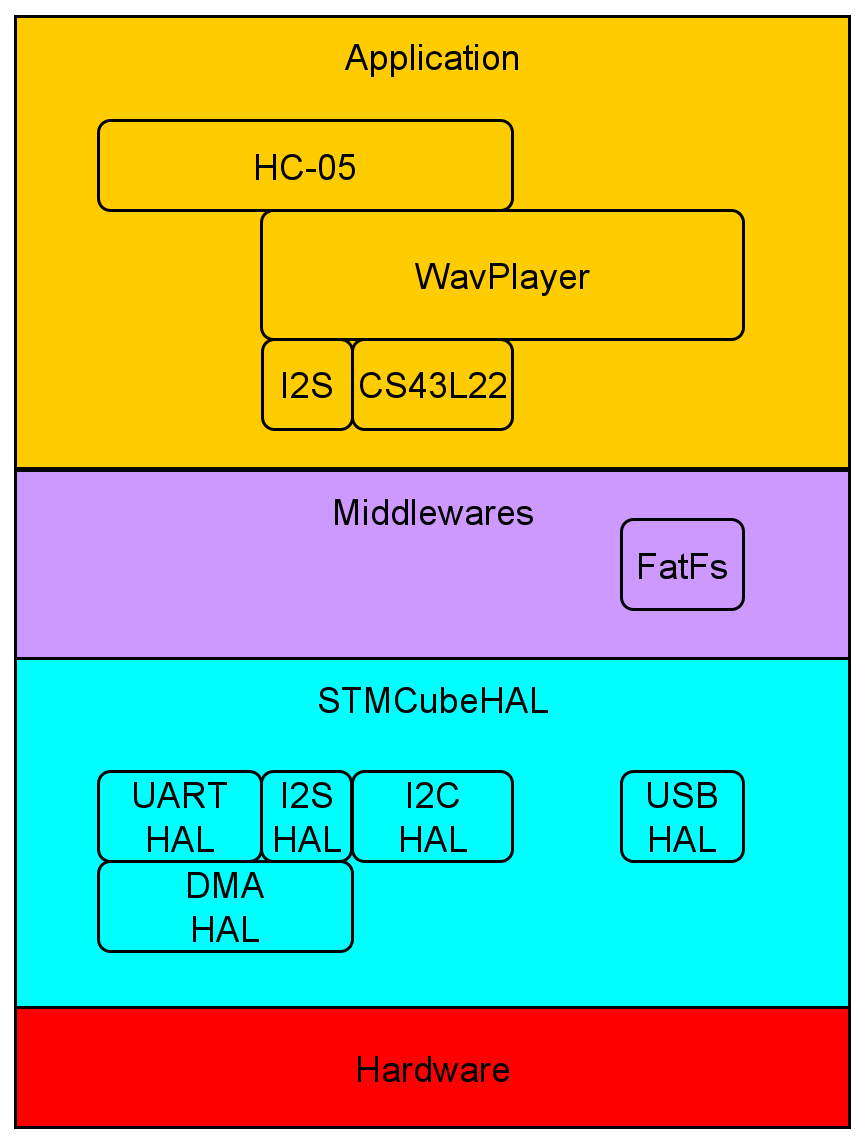 Application
HC-05
WavPlayer
I2S
CS43L22
Middlewares
FatFs
STMCubeHAL
UART
HAL
I2S
HAL
I2C
HAL
USB
HAL
DMA
HAL
Hardware